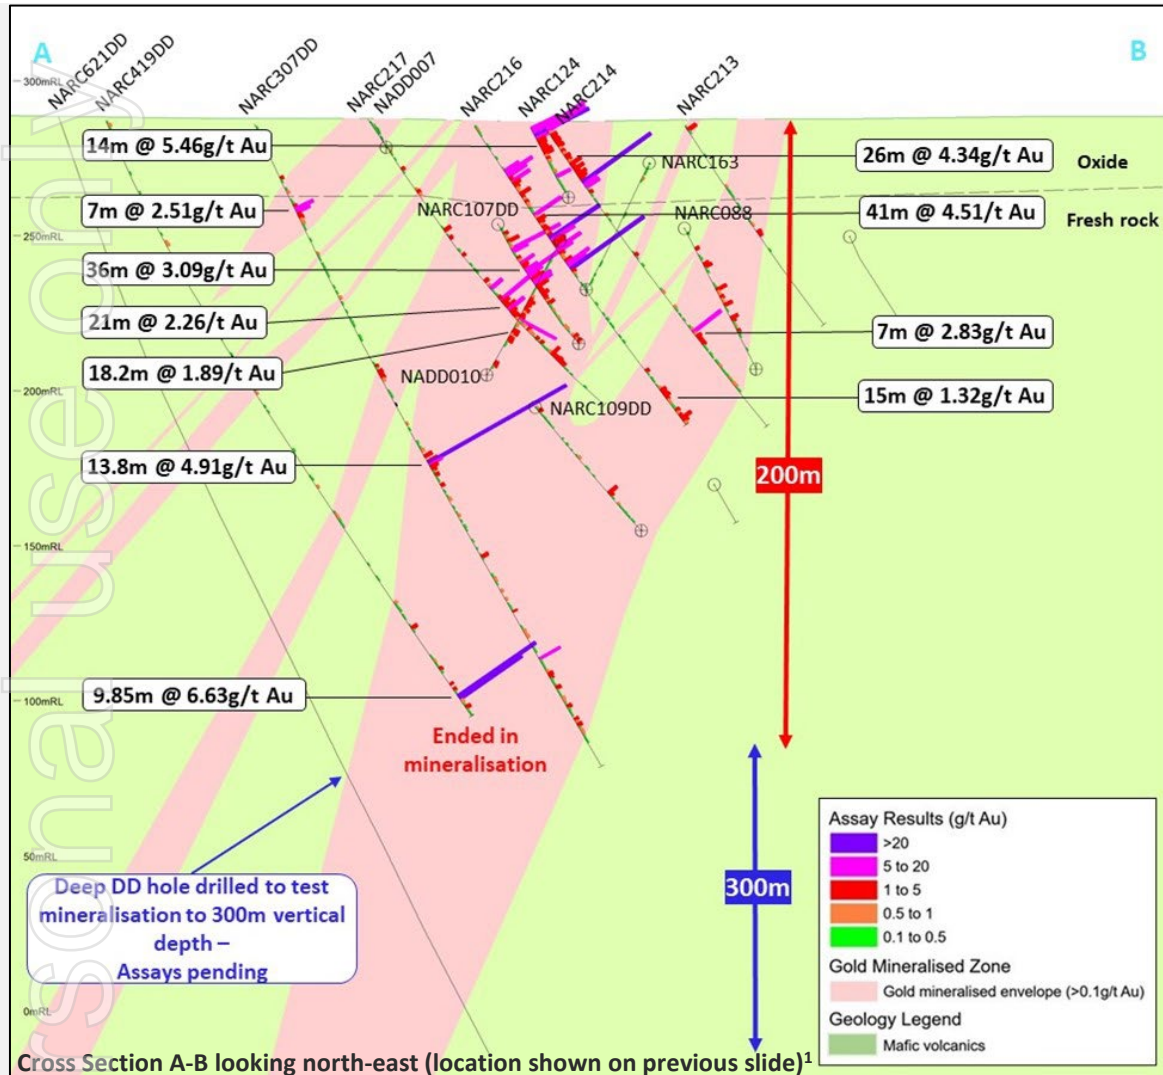 A
B
NARC621DD
NARC419DD
NARC307DD
NARC217
NADD007
NARC216
NARC124
NARC214
NARC213
300mRL
14m @ 5.46g/t Au
26m @ 4.34g/t Au
Oxide
NARC163
7m @ 2.51g/t Au
NARC107DD
NARC088
41m @ 4.51/t Au
Fresh rock
250mRL
36m @ 3.09g/t Au
21m @ 2.26/t Au
7m @ 2.83g/t Au
18.2m @ 1.89/t Au
NADD010
200mRL
15m @ 1.32g/t Au
NARC109DD
13.8m @ 4.91g/t Au
200m
150mRL
9.85m @ 6.63g/t Au
100mRL
Ended in
mineralisation
50mRL
Deep DD hole drilled to test
mineralisation to 300m vertical
depth –
Assays pending
300m
Assay Results (g/t Au)
>20
5 to 20
1 to 5
0.5 to 1
0.1 to 0.5
Gold Mineralised Zone
Gold mineralised envelope (>0.1g/t Au)
Geology Legend
Mafic volcanics
0mRL
Cross Section A-B looking north-east (location shown on previous slide)¹
rsonal use only